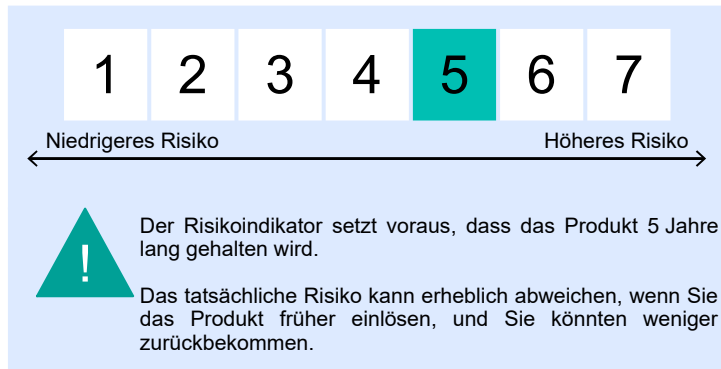 1 2 3 4 5 6 7
Niedrigeres Risiko Höheres Risiko
!
Der Risikoindikator setzt voraus, dass das Produkt 5 Jahre
lang gehalten wird.
Das tatsächliche Risiko kann erheblich abweichen, wenn Sie
das Produkt früher einlösen, und Sie könnten weniger
zurückbekommen.